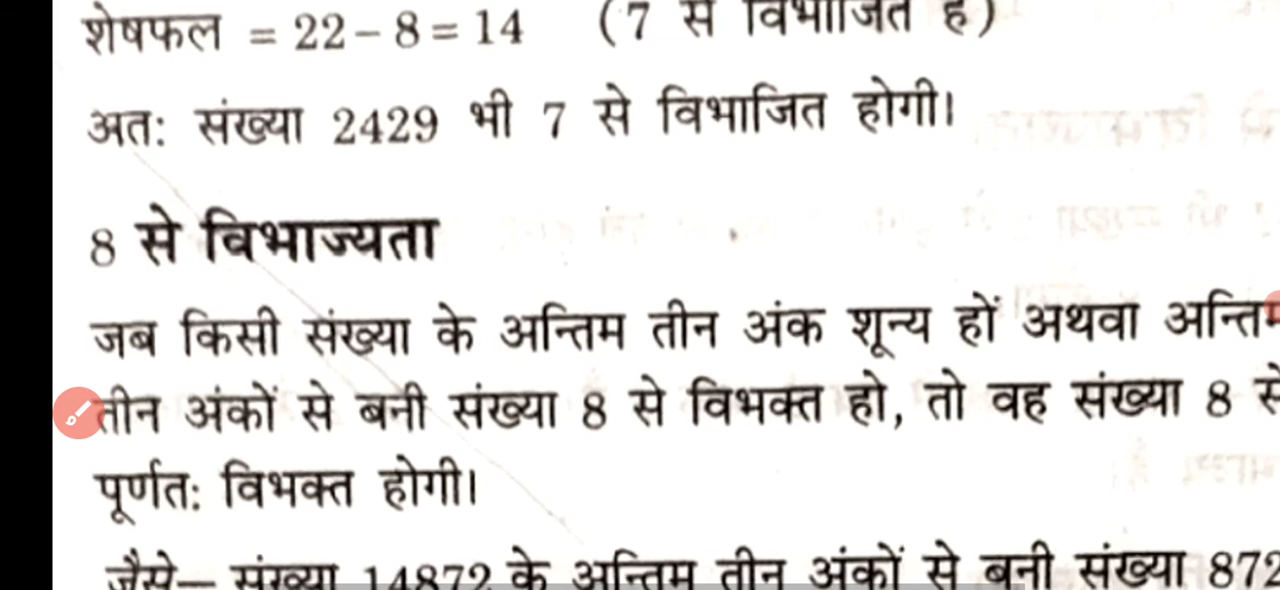 शेषफल = 22 – 8 = 14 (7 से विभाजित है)
अत: संख्या 2429 भी 7 से विभाजित होगी।
8 से विभाज्यता
जब किसी संख्या के अन्तिम तीन अंक शून्य हों अथवा अन्तिम
तीन अंकों से बनी संख्या 8 से विभक्त हो, तो वह संख्या 8 से
पूर्णत: विभक्त होगी।
जैसे— संख्या 14872 के अन्तिम तीन अंकों से बनी संख्या 872